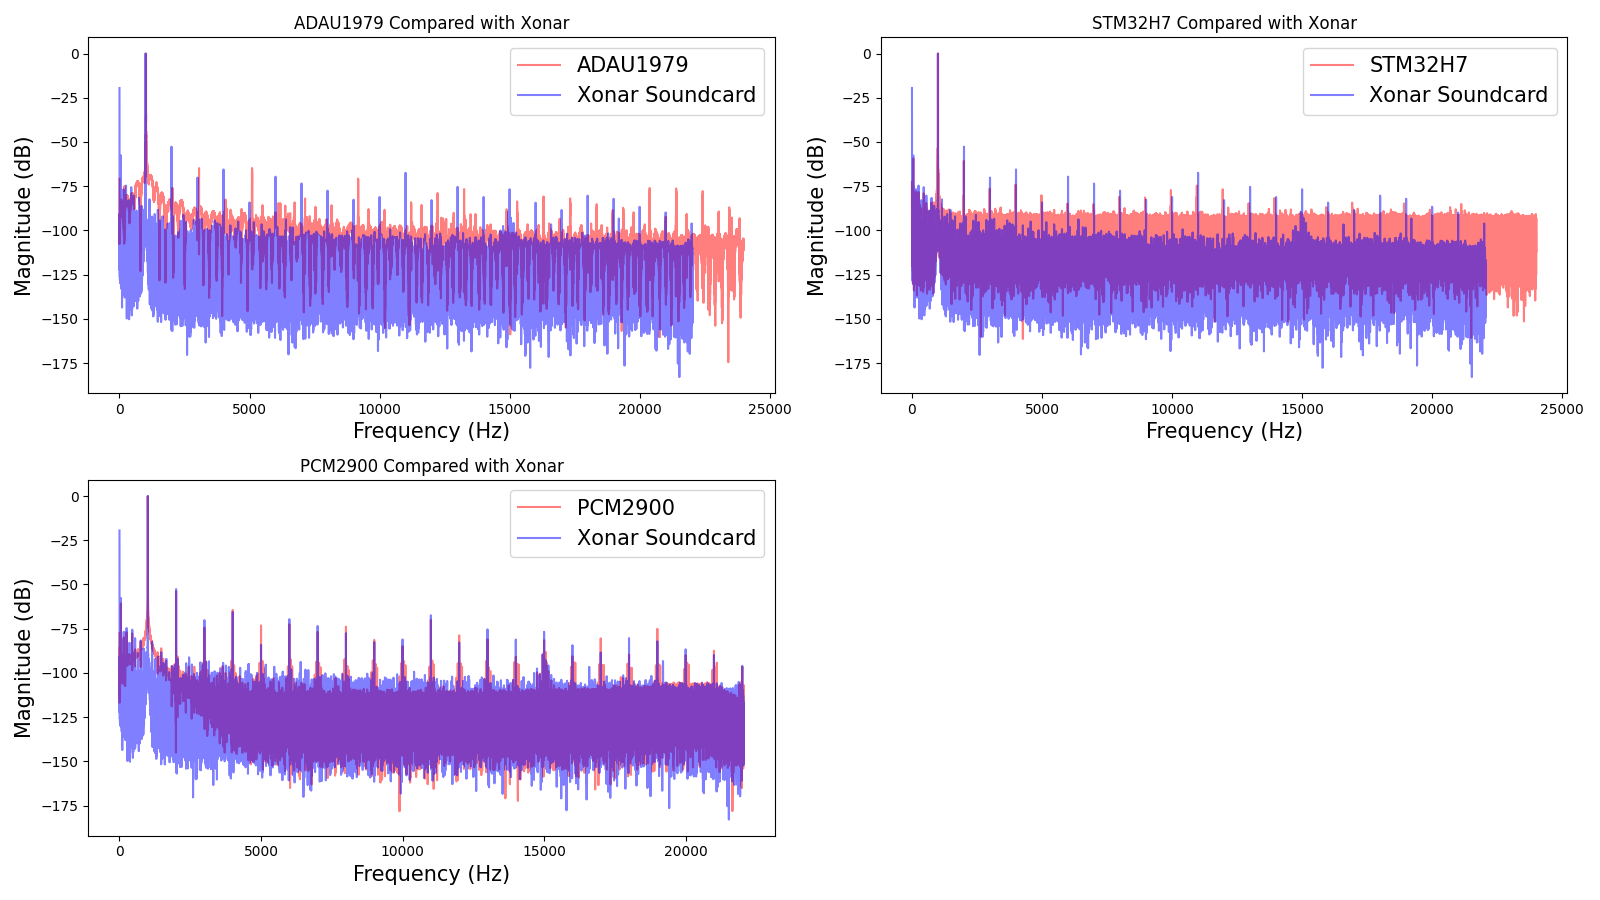 ADAU1979 Compared with Xonar
ADAU1979
Xonar Soundcard
Magnitude (dB)
0
−25
−50
−75
−100
−125
−150
−175
0
5000
10000
15000
20000
25000
Frequency (Hz)
STM32H7 Compared with Xonar
STM32H7
Xonar Soundcard
Magnitude (dB)
0
−25
−50
−75
−100
−125
−150
−175
0
5000
10000
15000
20000
25000
Frequency (Hz)
PCM2900 Compared with Xonar
PCM2900
Xonar Soundcard
Magnitude (dB)
0
−25
−50
−75
−100
−125
−150
−175
0
5000
10000
15000
20000
Frequency (Hz)